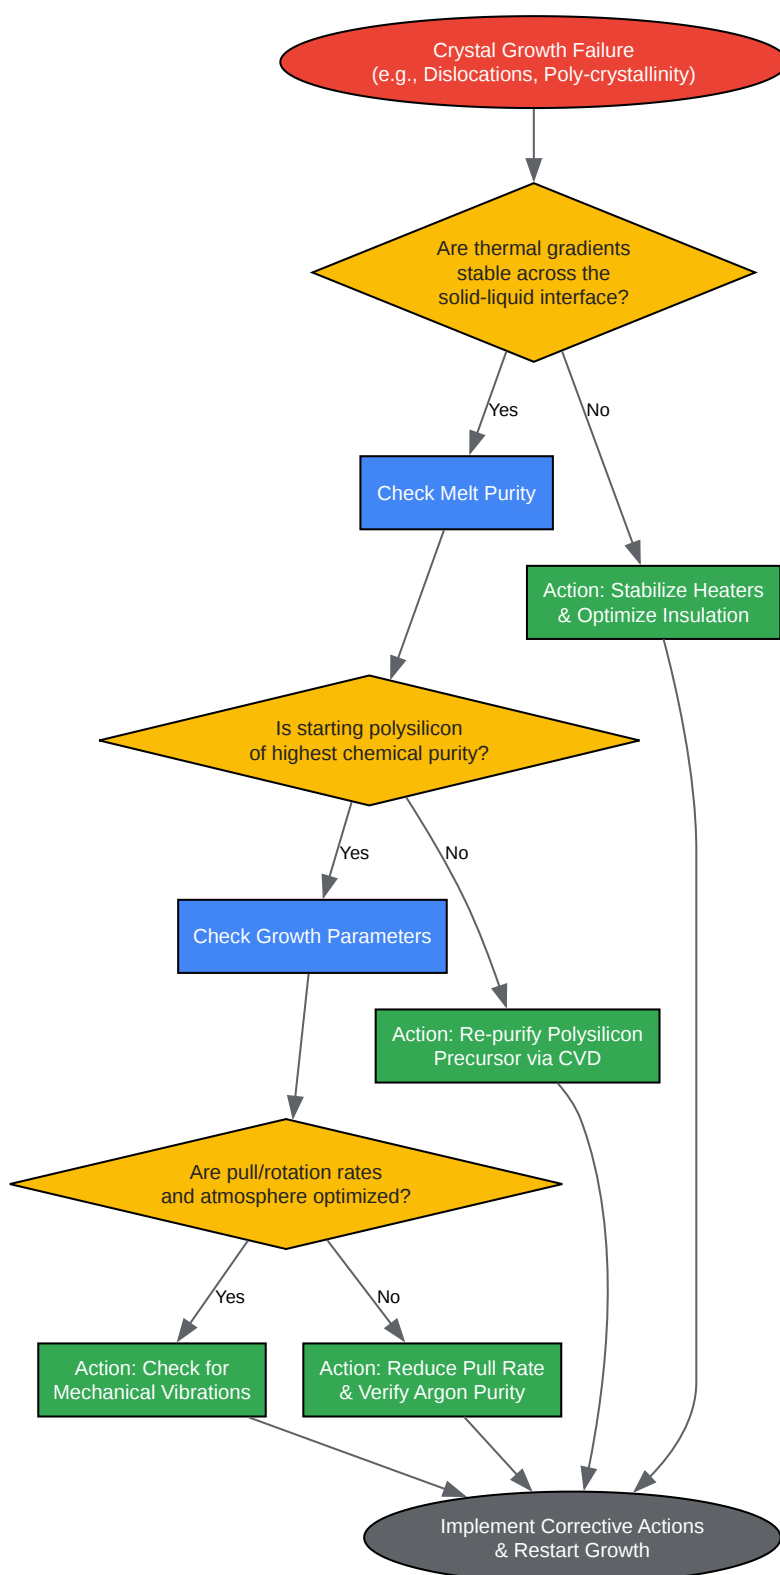 Crystal Growth Failure
(e.g., Dislocations, Poly-crystallinity)
Are thermal gradients
stable across the
solid-liquid interface?
Yes
No
Check Melt Purity
Action: Stabilize Heaters
& Optimize Insulation
Is starting polysilicon
of highest chemical purity?
Yes
No
Check Growth Parameters
Action: Re-purify Polysilicon
Precursor via CVD
Are pull/rotation rates
and atmosphere optimized?
Yes
No
Action: Check for
Mechanical Vibrations
Action: Reduce Pull Rate
& Verify Argon Purity
Implement Corrective Actions
& Restart Growth